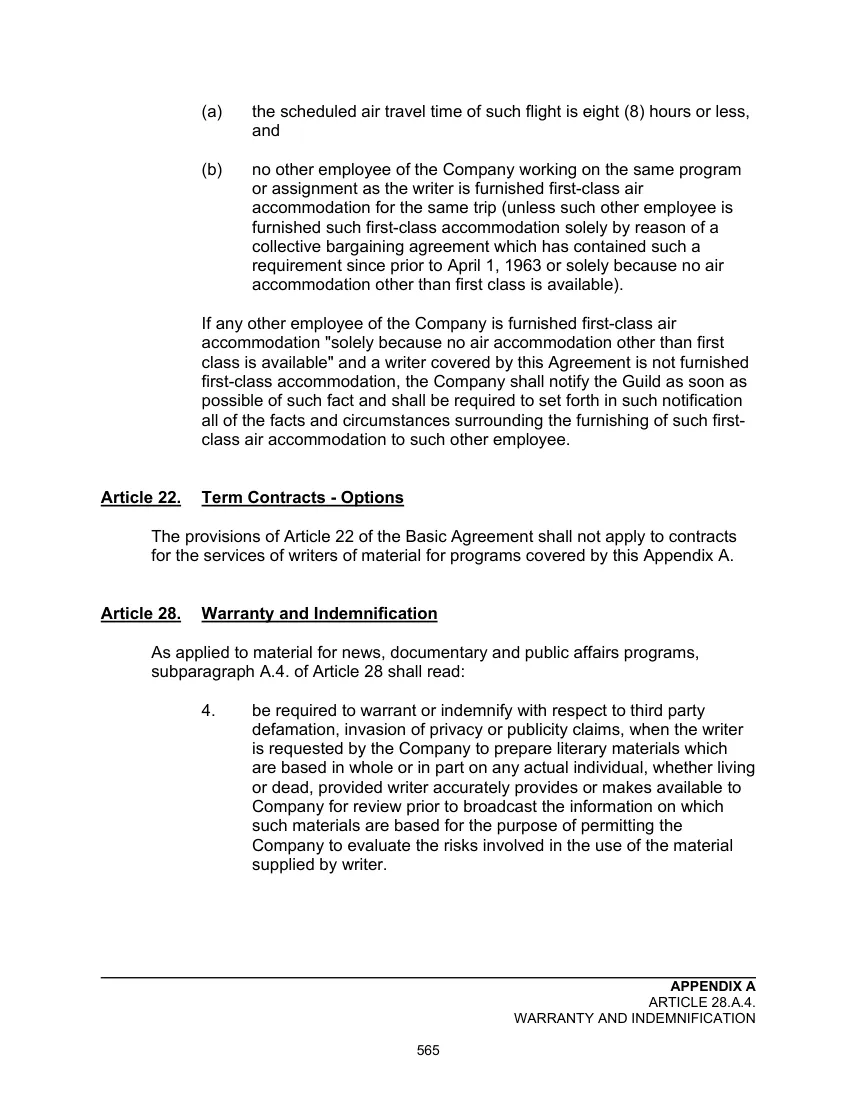 (a) the scheduled air travel time of such flight is eight (8) hours or less,
and
(b) no other employee of the Company working on the same program
or assignment as the writer is furnished first-class air
accommodation for the same trip (unless such other employee is
furnished such first-class accommodation solely by reason of a
collective bargaining agreement which has contained such a
requirement since prior to April 1, 1963 or solely because no air
accommodation other than first class is available).
If any other employee of the Company is furnished first-class air
accommodation "solely because no air accommodation other than first
class is available" and a writer covered by this Agreement is not furnished
first-class accommodation, the Company shall notify the Guild as soon as
possible of such fact and shall be required to set forth in such notification
all of the facts and circumstances surrounding the furnishing of such first-
class air accommodation to such other employee.
Article 22. Term Contracts - Options
The provisions of Article 22 of the Basic Agreement shall not apply to contracts
for the services of writers of material for programs covered by this Appendix A.
Article 28. Warranty and Indemnification
As applied to material for news, documentary and public affairs programs,
subparagraph A.4. of Article 28 shall read:
4. be required to warrant or indemnify with respect to third party
defamation, invasion of privacy or publicity claims, when the writer
is requested by the Company to prepare literary materials which
are based in whole or in part on any actual individual, whether living
or dead, provided writer accurately provides or makes available to
Company for review prior to broadcast the information on which
such materials are based for the purpose of permitting the
Company to evaluate the risks involved in the use of the material
supplied by writer.
APPENDIX A
ARTICLE 28.A.4.
WARRANTY AND INDEMNIFICATION
565